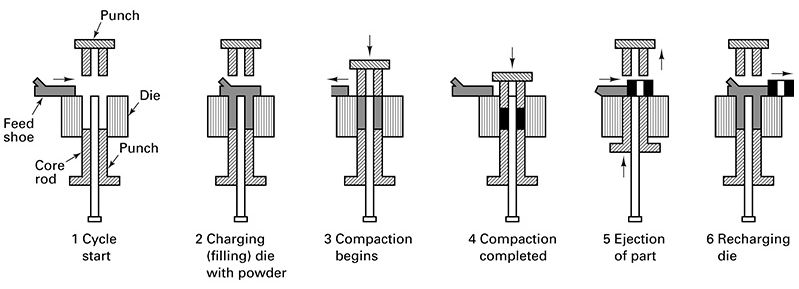 Punch
Feed
shoe
Die
Core
rod
Punch
1 Cycle
start
2 Charging
(filling) die
with powder
3 Compaction
begins
4 Compaction
completed
5 Ejection
of part
6 Recharging
die